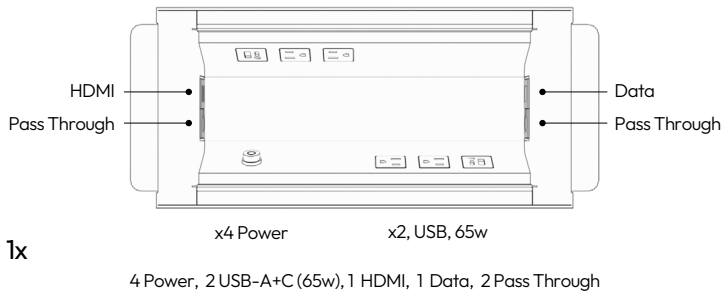 HDMI
Data
Pass Through
Pass Through
x4 Power
x2, USB, 65w
1x
4 Power, 2 USB-A+C (65w), 1 HDMI, 1 Data, 2 Pass Through